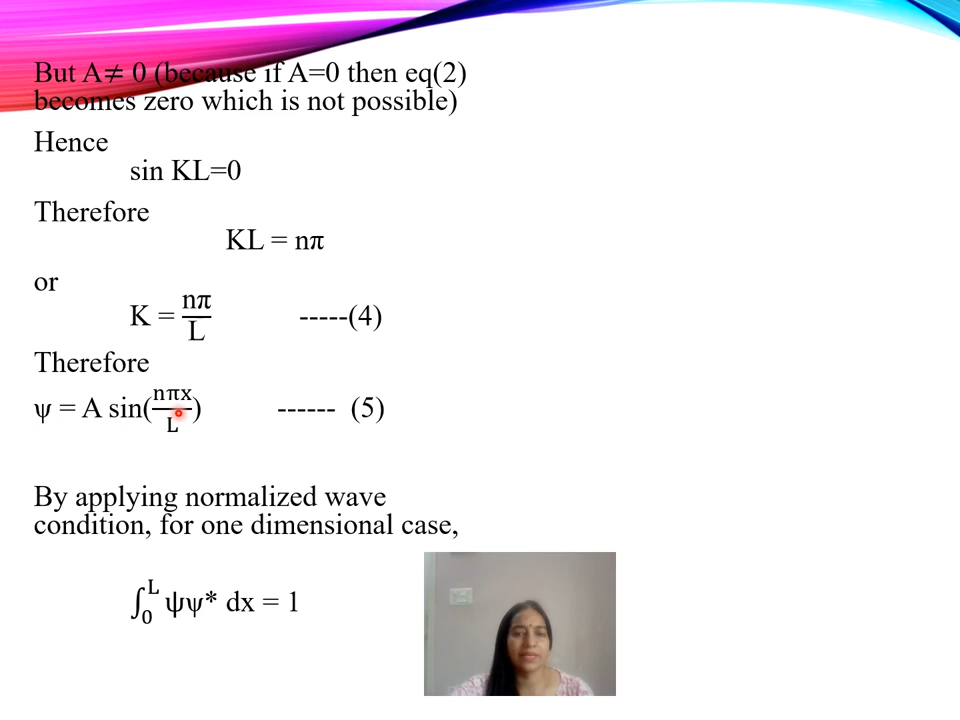 But A≠ 0 (because if A=0 then eq(2)
becomes zero which is not possible)
Hence
sin KL=0
Therefore
KL = nπ
or
K = nπ/L -----(4)
Therefore
ψ = A sin(nπx/L) ------ (5)
By applying normalized wave
condition, for one dimensional case,
∫₀ᴸ ψψ* dx = 1